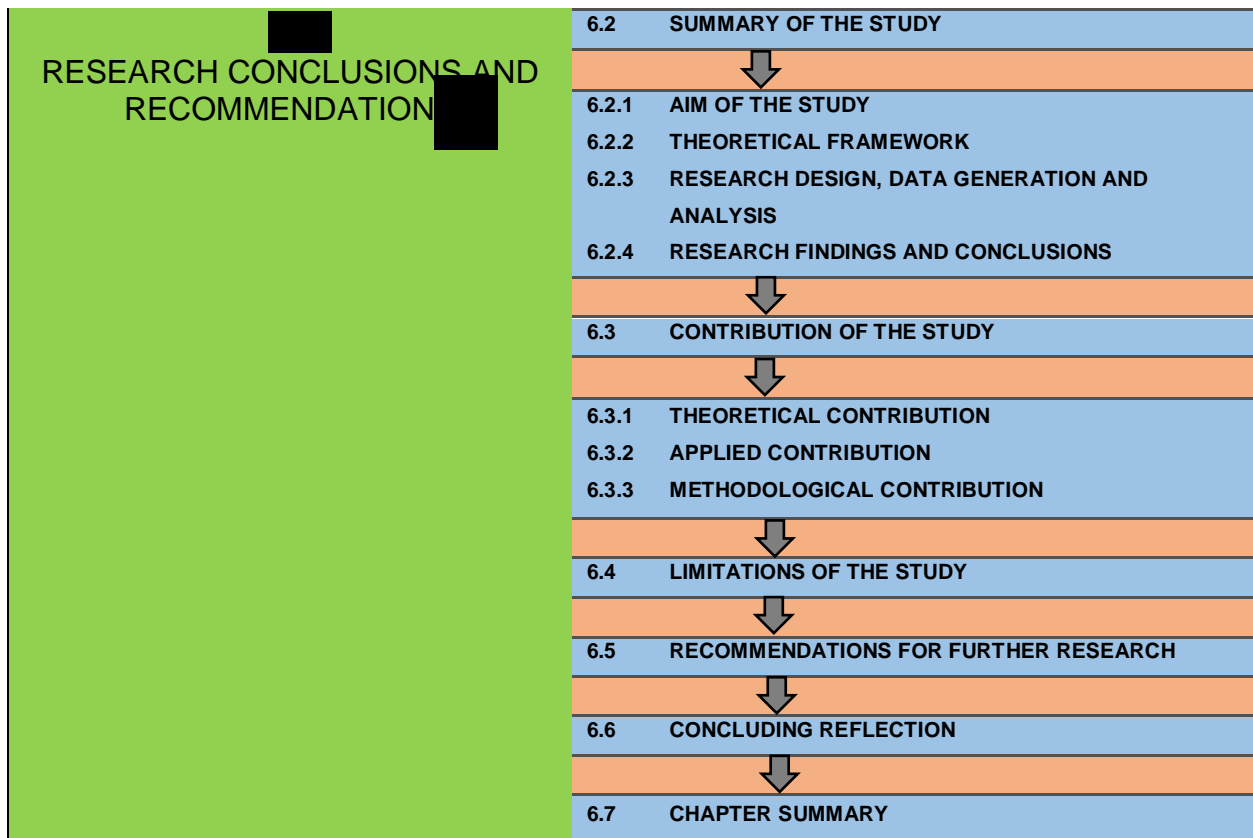 RESEARCH CONCLUSIONS AND
RECOMMENDATION
6.2 SUMMARY OF THE STUDY
6.2.1 AIM OF THE STUDY
6.2.2 THEORETICAL FRAMEWORK
6.2.3 RESEARCH DESIGN, DATA GENERATION AND
ANALYSIS
6.2.4 RESEARCH FINDINGS AND CONCLUSIONS
6.3 CONTRIBUTION OF THE STUDY
6.3.1 THEORETICAL CONTRIBUTION
6.3.2 APPLIED CONTRIBUTION
6.3.3 METHODOLOGICAL CONTRIBUTION
6.4 LIMITATIONS OF THE STUDY
6.5 RECOMMENDATIONS FOR FURTHER RESEARCH
6.6 CONCLUDING REFLECTION
6.7 CHAPTER SUMMARY